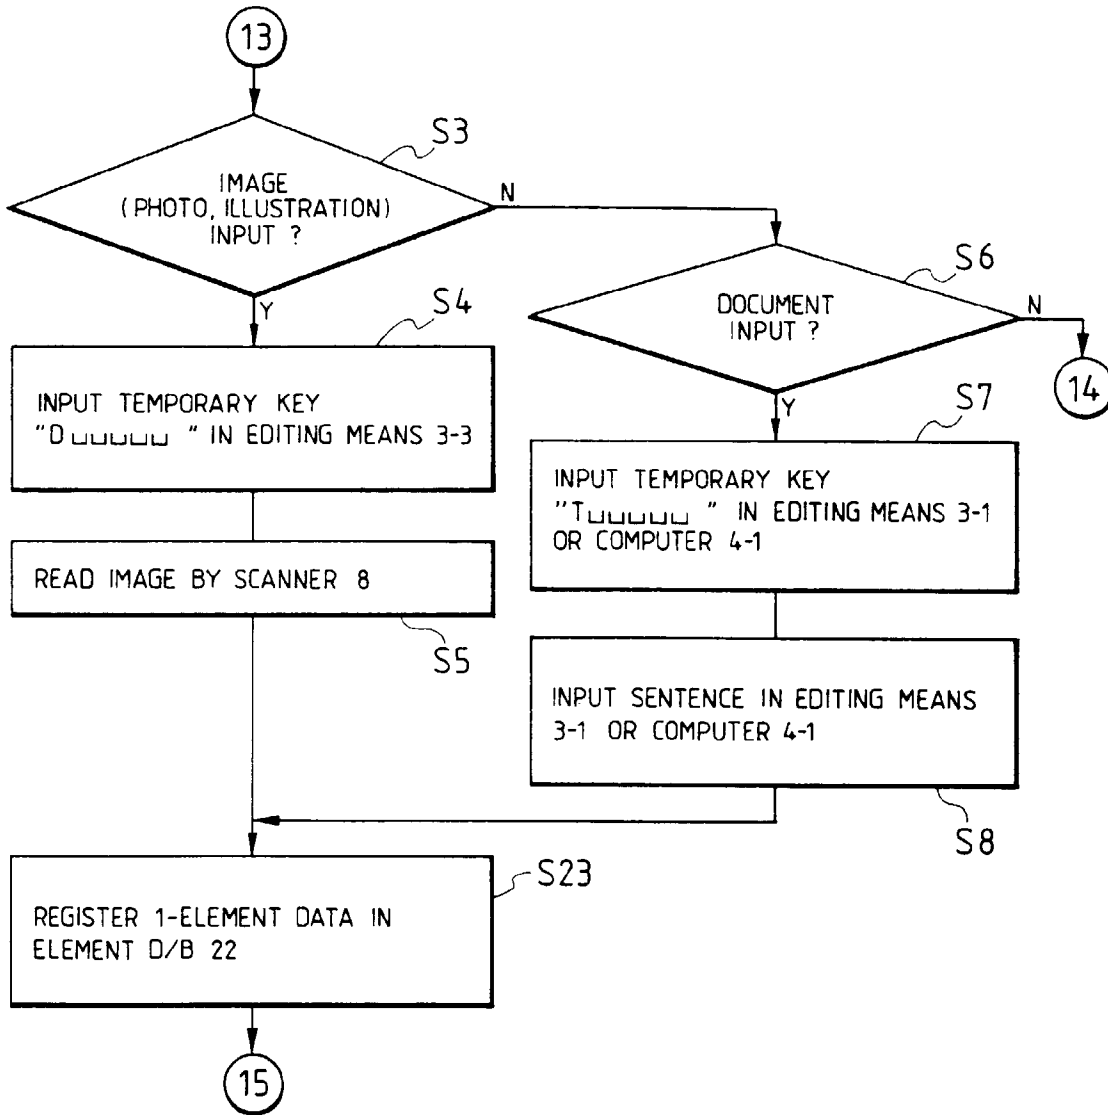 13
S3
IMAGE
(PHOTO, ILLUSTRATION)
INPUT ?
N
Y
S6
DOCUMENT
INPUT ?
N
Y
14
S4
INPUT TEMPORARY KEY
"D␣␣␣␣␣ " IN EDITING MEANS 3-3
READ IMAGE BY SCANNER 8
S5
S7
INPUT TEMPORARY KEY
"T␣␣␣␣␣ " IN EDITING MEANS 3-1
OR COMPUTER 4-1
INPUT SENTENCE IN EDITING MEANS
3-1 OR COMPUTER 4-1
S8
S23
REGISTER 1-ELEMENT DATA IN
ELEMENT D/B 22
15